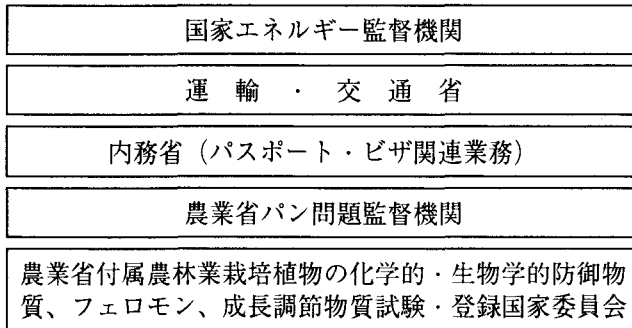 国家エネルギー監督機関
運輸・交通省
内務省（パスポート・ビザ関連業務）
農業省パン問題監督機関
農業省付属農林業栽培植物の化学的・生物学的防御物
質、フェロモン、成長調節物質試験・登録国家委員会